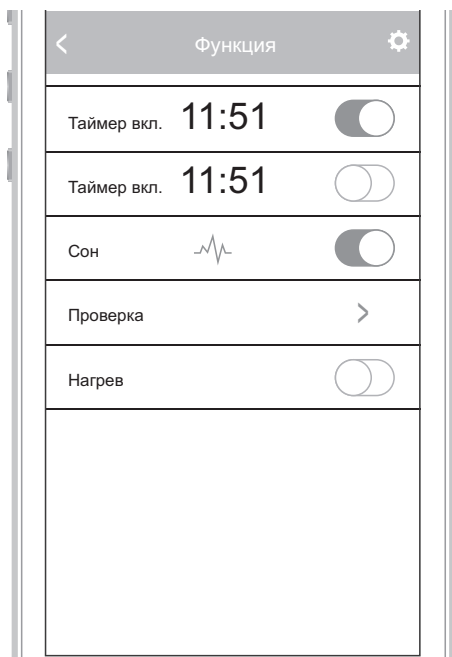 Функция
Таймер вкл. 11:51
Таймер вкл. 11:51
Сон
Проверка
Нагрев